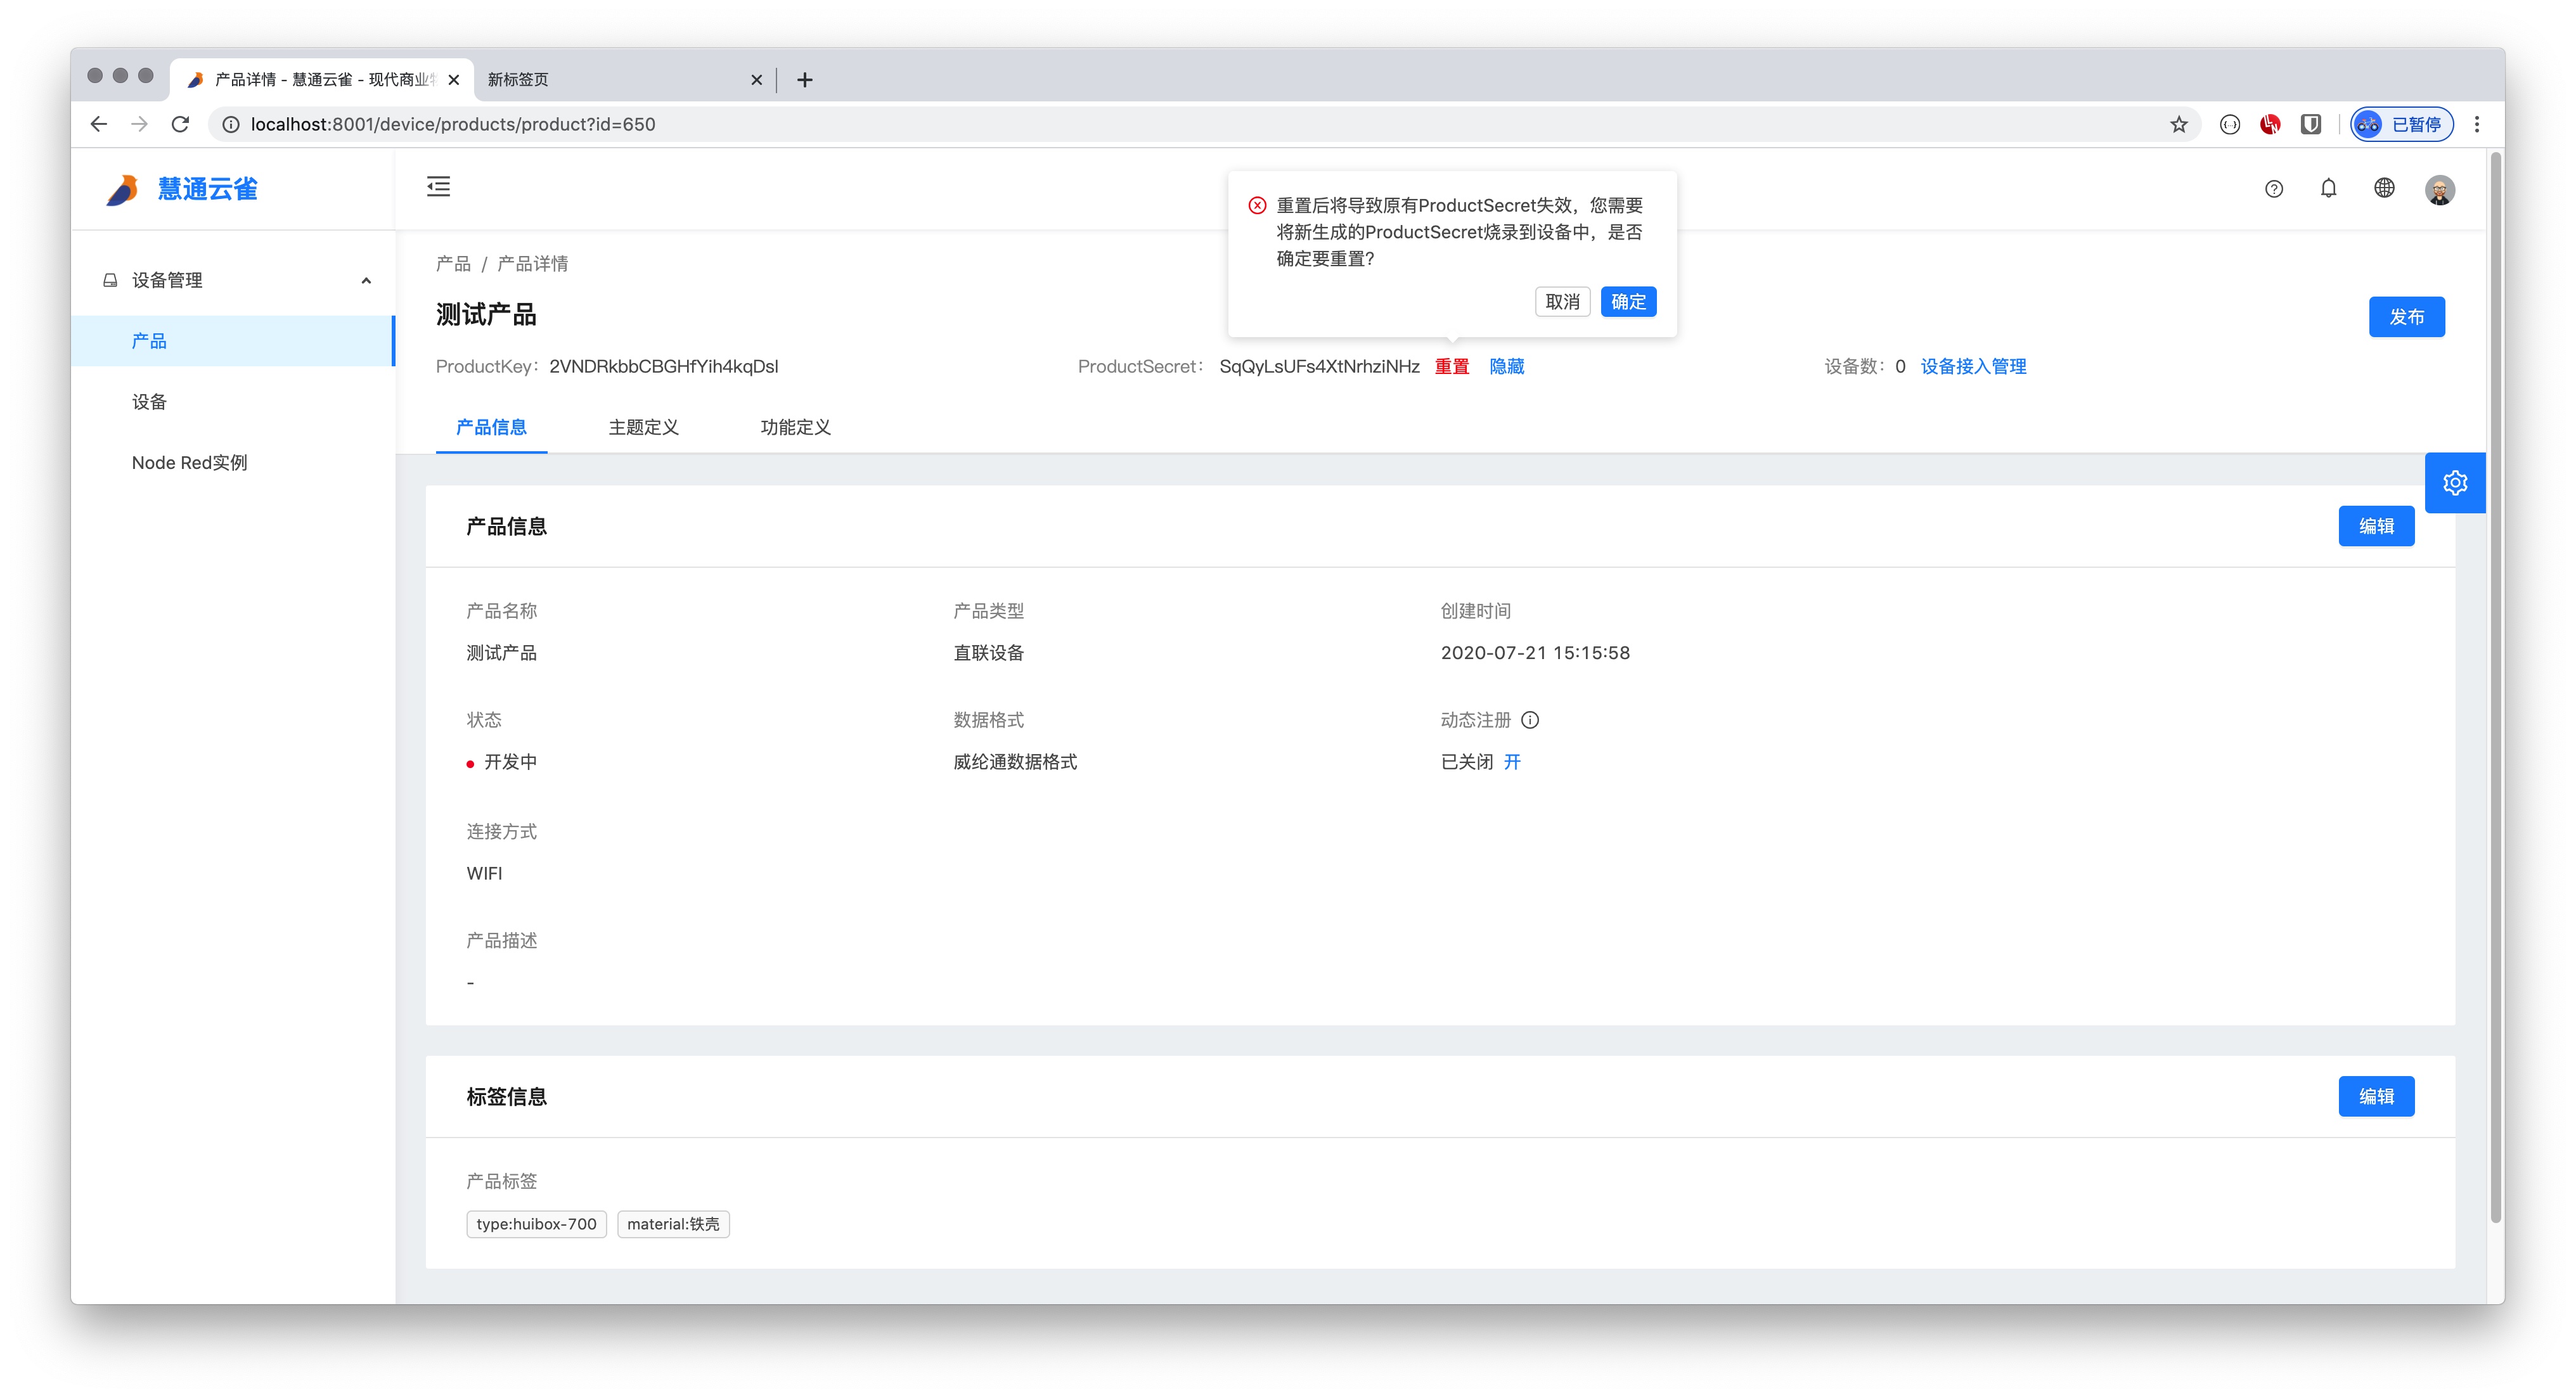 产品详情 - 慧通云雀 - 现代商业
新标签页
localhost:8001/device/products/product?id=650
已暂停
慧通云雀
重置后将导致原有ProductSecret失效，您需要
将新生成的ProductSecret烧录到设备中，是否
确定要重置？
取消 确定
设备管理
产品
设备
Node Red实例
产品 / 产品详情
测试产品
发布
ProductKey： 2VNDRkbbCBGHfYih4kqDsI
ProductSecret： SqQyLsUFs4XtNrhziNHz 重置 隐藏
设备数： 0 设备接入管理
产品信息 主题定义 功能定义
产品信息
编辑
产品名称
测试产品
产品类型
直联设备
创建时间
2020-07-21 15:15:58
状态
开发中
数据格式
威纶通数据格式
动态注册
已关闭 开
连接方式
WIFI
产品描述
-
标签信息
编辑
产品标签
type:huibox-700 material:铁壳